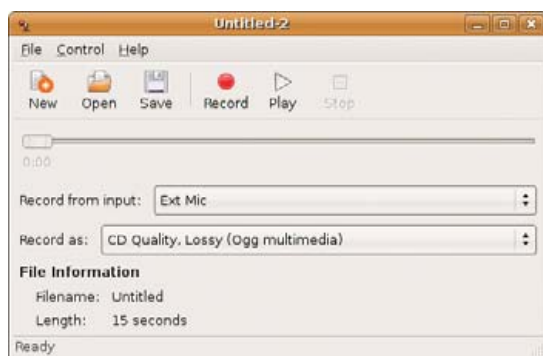 Untitled-2
File Control Help
New Open Save Record Play Stop
0:00
Record from input: Ext Mic
Record as: CD Quality, Lossy (Ogg multimedia)
File Information
Filename: Untitled
Length: 15 seconds
Ready